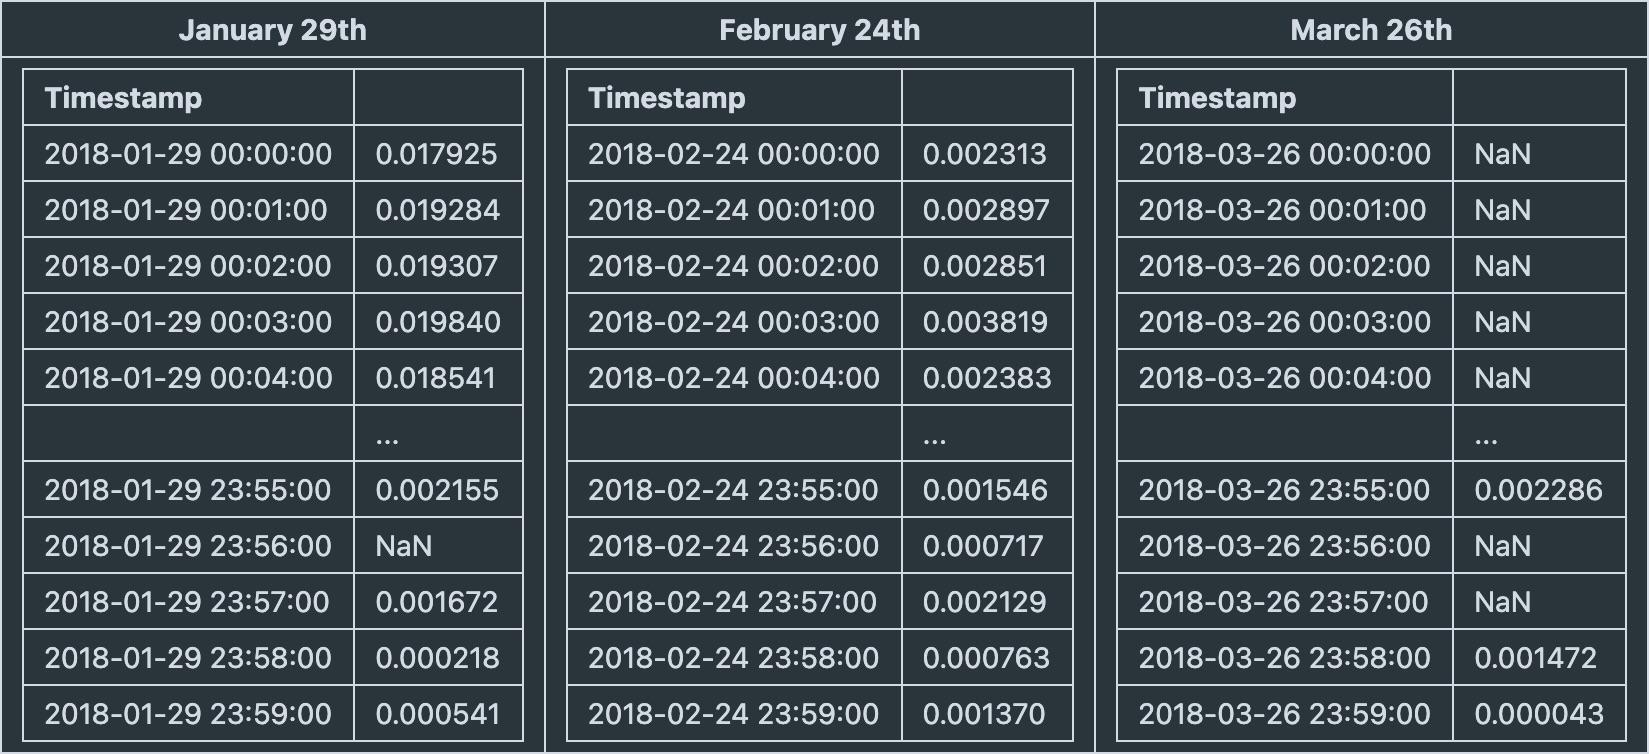 January 29th February 24th March 26th
Timestamp Timestamp Timestamp
2018-01-29 00:00:00 0.017925 2018-02-24 00:00:00 0.002313 2018-03-26 00:00:00 NaN
2018-01-29 00:01:00 0.019284 2018-02-24 00:01:00 0.002897 2018-03-26 00:01:00 NaN
2018-01-29 00:02:00 0.019307 2018-02-24 00:02:00 0.002851 2018-03-26 00:02:00 NaN
2018-01-29 00:03:00 0.019840 2018-02-24 00:03:00 0.003819 2018-03-26 00:03:00 NaN
2018-01-29 00:04:00 0.018541 2018-02-24 00:04:00 0.002383 2018-03-26 00:04:00 NaN
... ... ...
2018-01-29 23:55:00 0.002155 2018-02-24 23:55:00 0.001546 2018-03-26 23:55:00 0.002286
2018-01-29 23:56:00 NaN 2018-02-24 23:56:00 0.000717 2018-03-26 23:56:00 NaN
2018-01-29 23:57:00 0.001672 2018-02-24 23:57:00 0.002129 2018-03-26 23:57:00 NaN
2018-01-29 23:58:00 0.000218 2018-02-24 23:58:00 0.000763 2018-03-26 23:58:00 0.001472
2018-01-29 23:59:00 0.000541 2018-02-24 23:59:00 0.001370 2018-03-26 23:59:00 0.000043